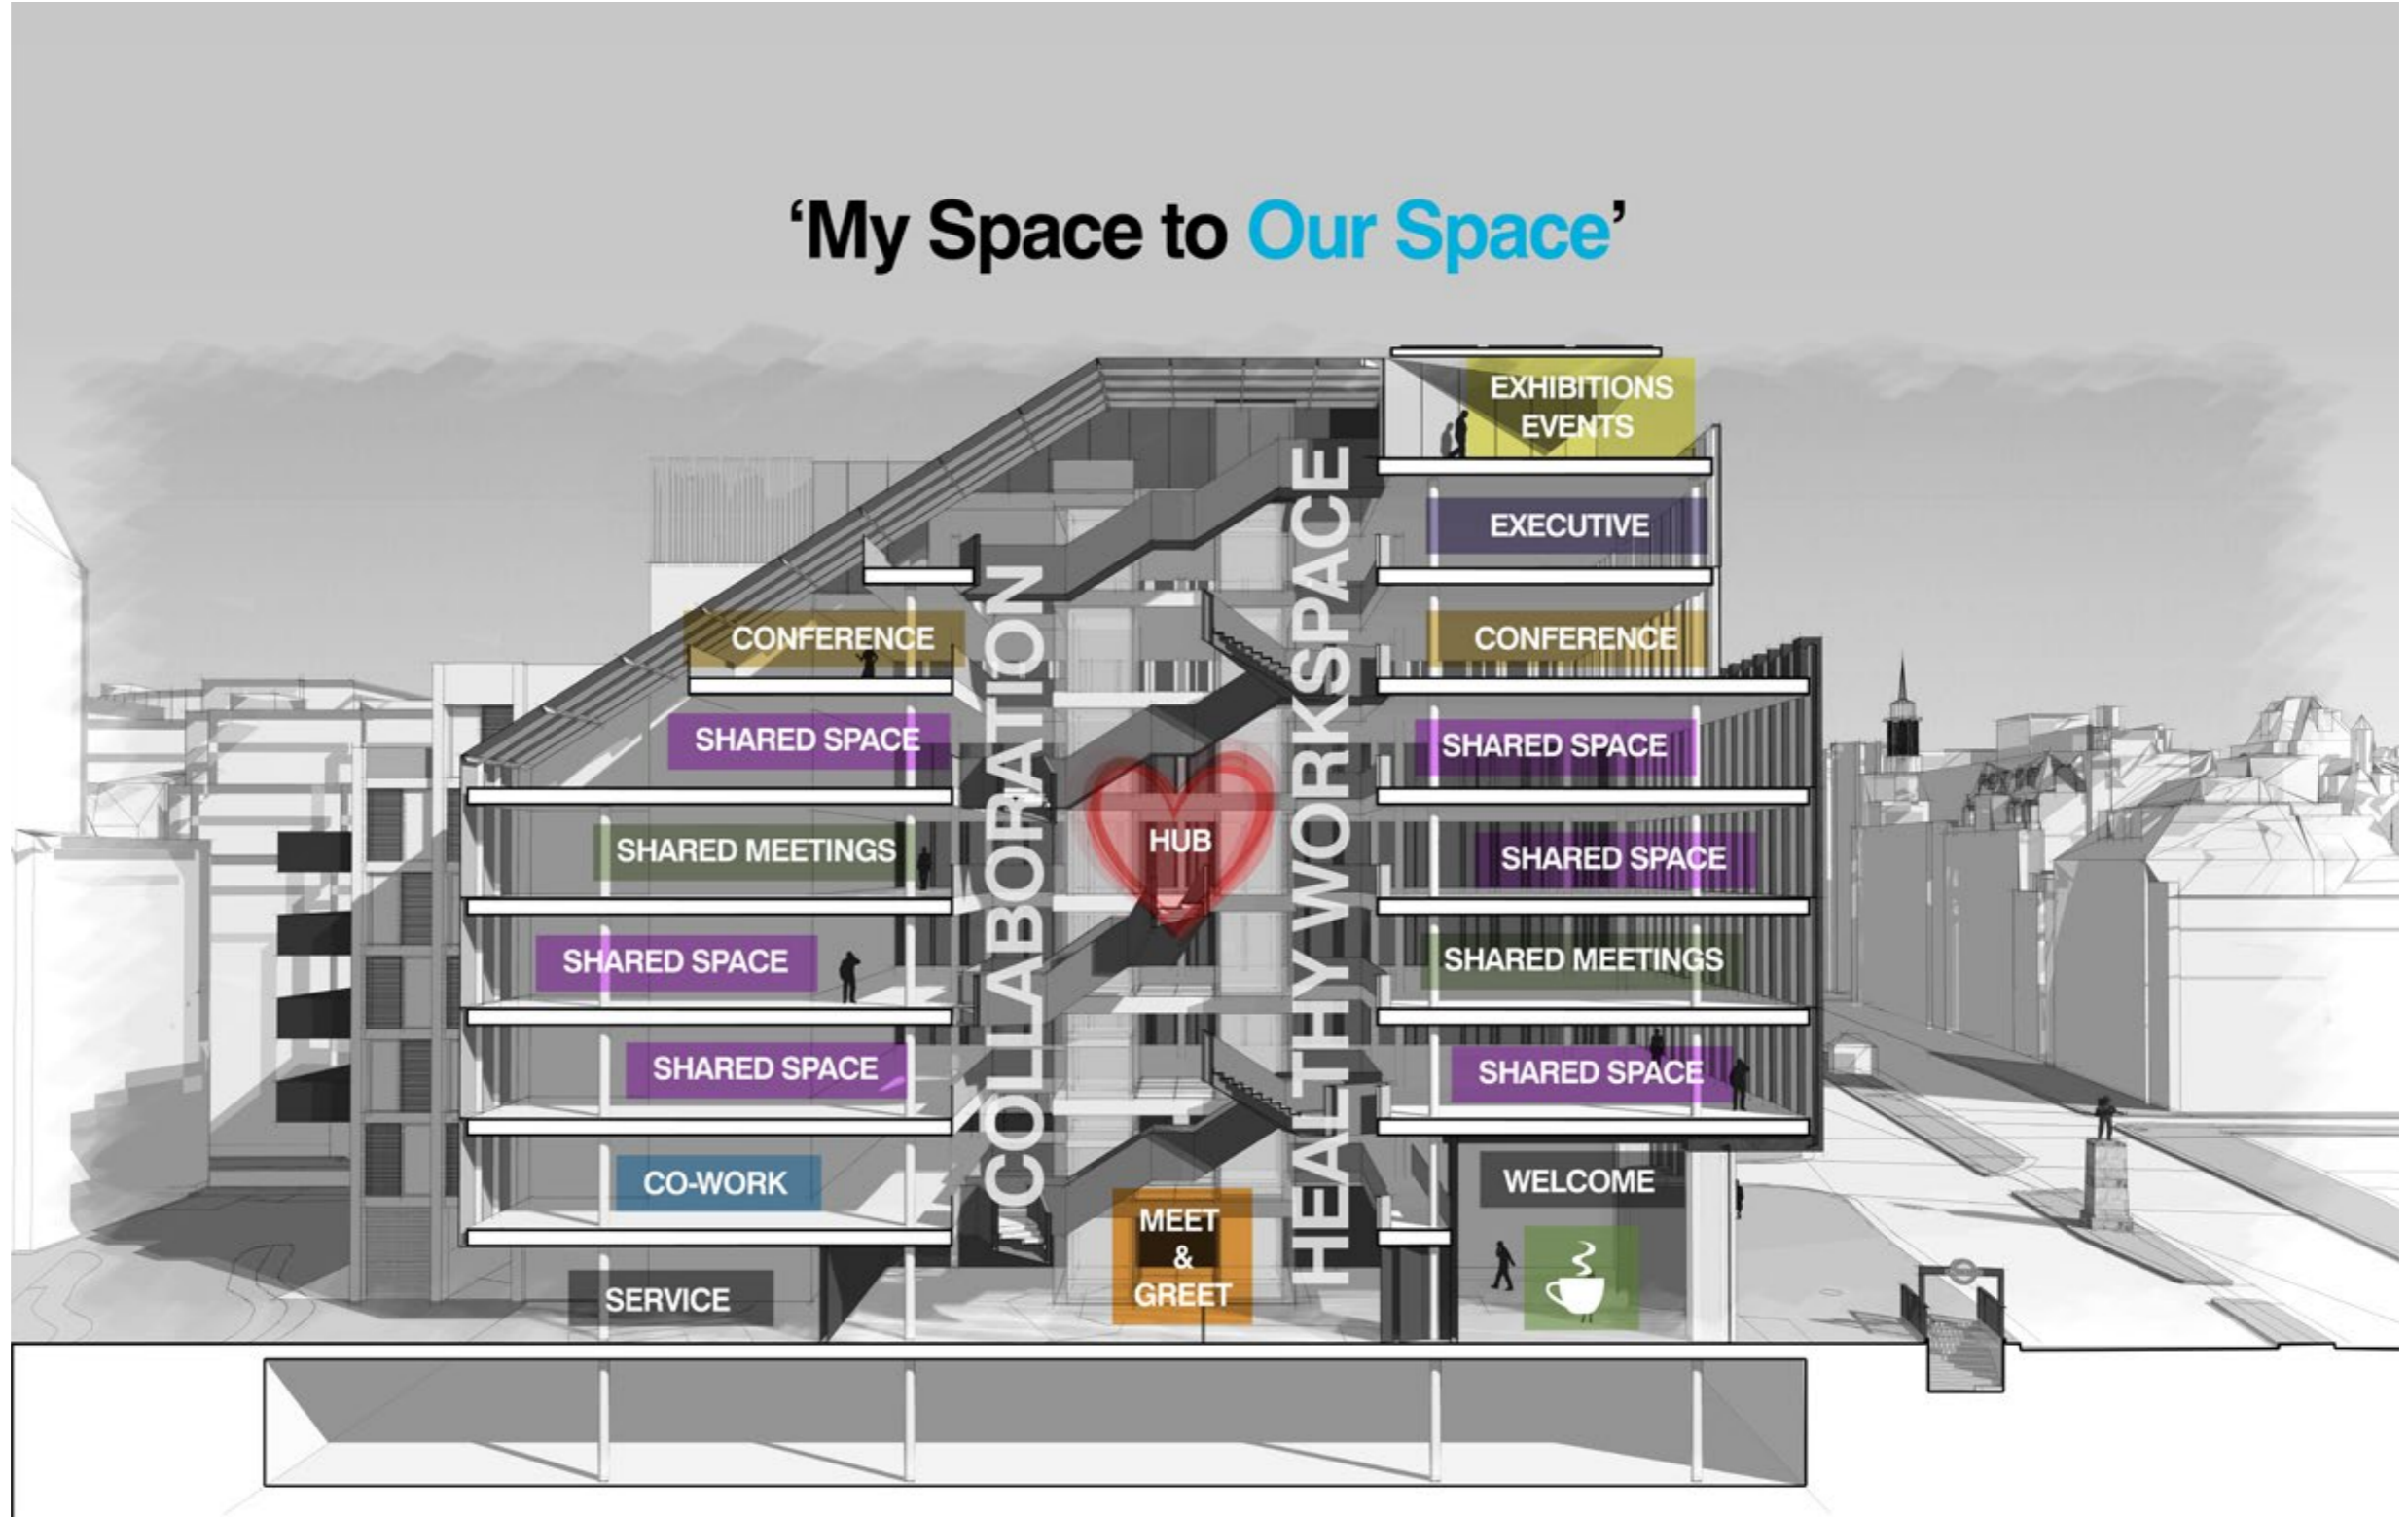 ‘My Space to Our Space’
EXHIBITIONS
EVENTS
EXECUTIVE
CONFERENCE
CONFERENCE
SHARED SPACE
SHARED SPACE
SHARED MEETINGS
SHARED SPACE
SHARED SPACE
SHARED MEETINGS
SHARED SPACE
SHARED SPACE
CO-WORK
WELCOME
SERVICE
COLLABORATION
HUB
HEALTHY WORKSPACE
MEET
&
GREET